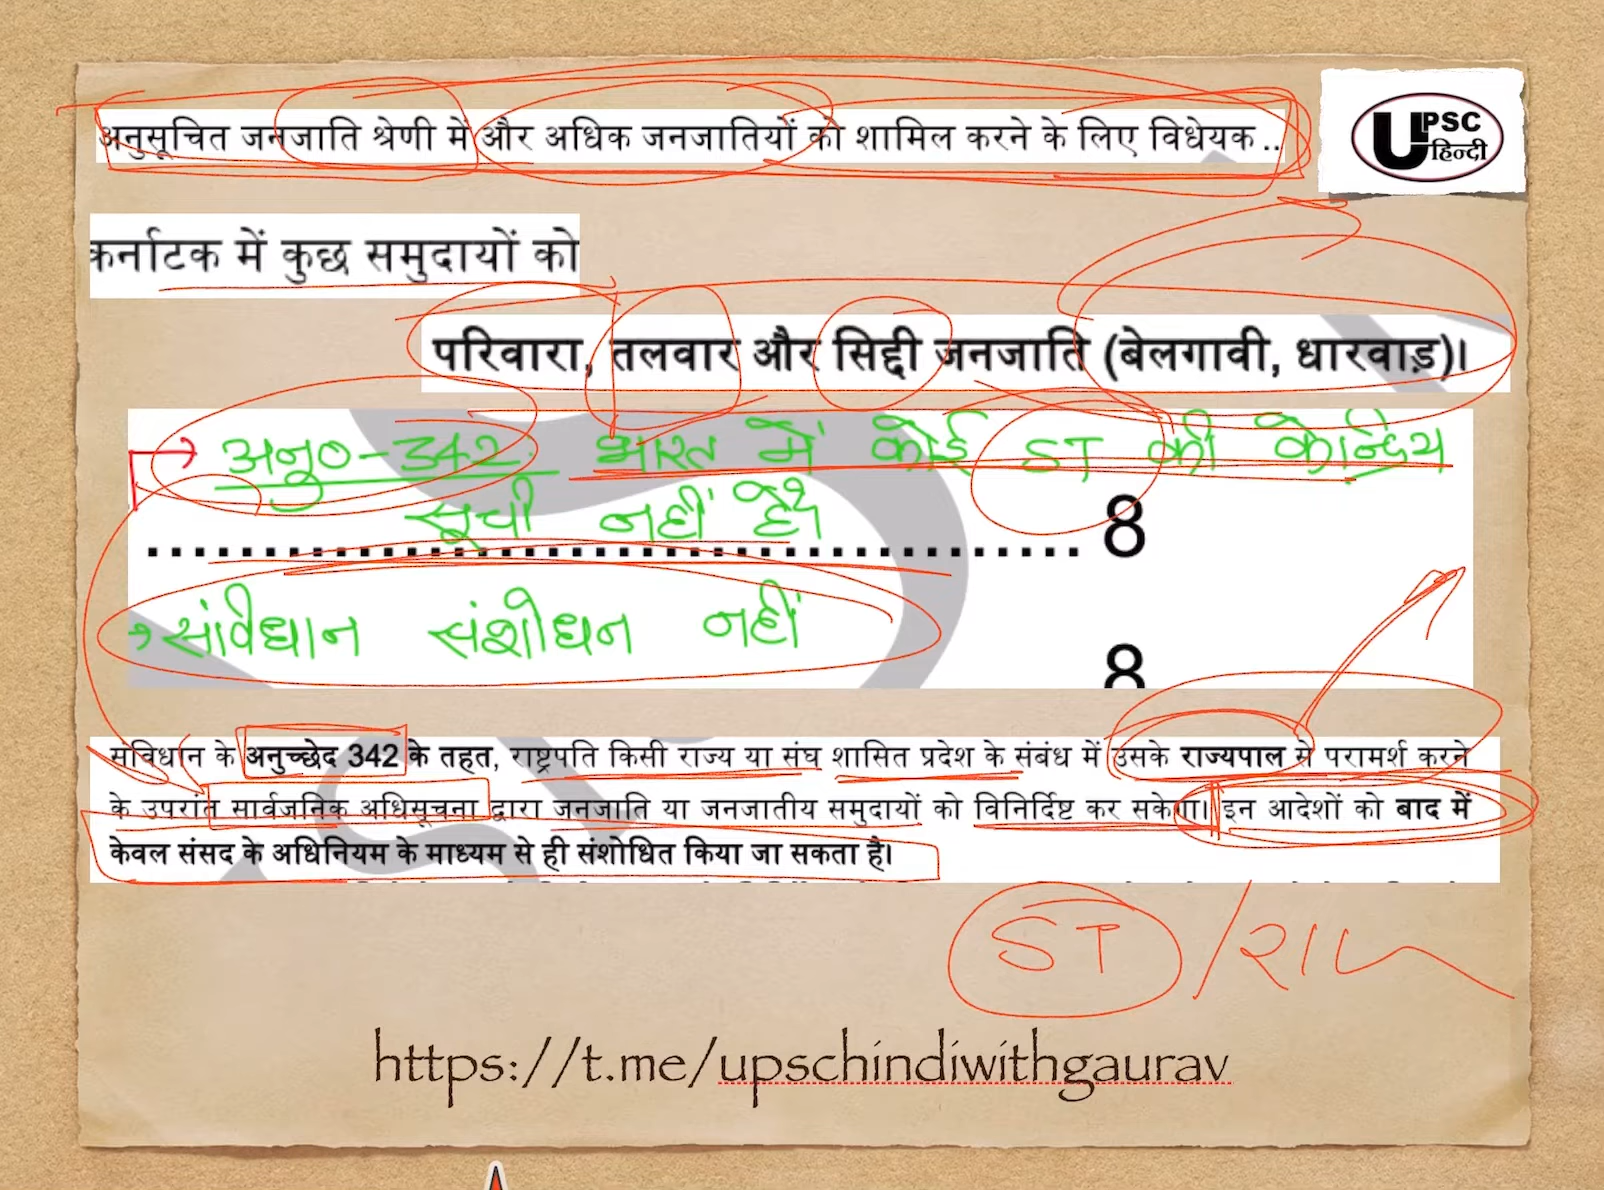 अनुसूचित जनजाति श्रेणी में और अधिक जनजातियों को शामिल करने के लिए विधेयक ..
UPSC
हिन्दी
कर्नाटक में कुछ समुदायों को
परिवारा, तलवार और सिद्दी जनजाति (बेलगावी, धारवाड़)।
अनु०-342 भारत में कोई ST की केन्द्रिय
सूची नहीं है
........................................ 8
→ संविधान संशोधन नहीं
8
संविधान के अनुच्छेद 342 के तहत, राष्ट्रपति किसी राज्य या संघ शासित प्रदेश के संबंध में उसके राज्यपाल से परामर्श करने
के उपरांत सार्वजनिक अधिसूचना द्वारा जनजाति या जनजातीय समुदायों को विनिर्दिष्ट कर सकेगा। इन आदेशों को बाद में
केवल संसद के अधिनियम के माध्यम से ही संशोधित किया जा सकता है।
ST /
https://t.me/upschindiwithgaurav